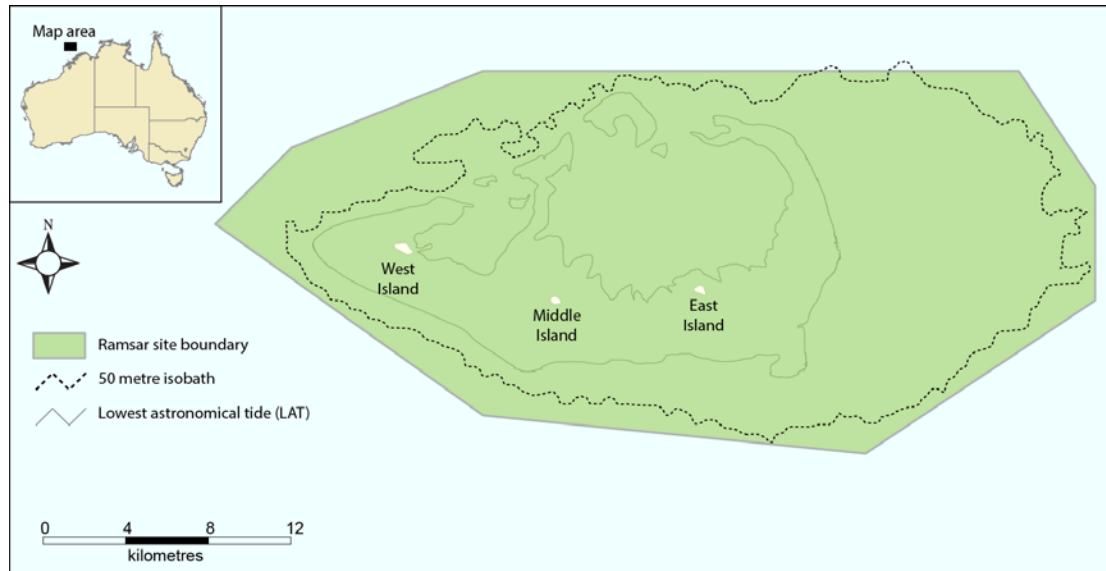 Map area
N
West
Island
Middle
Island
East
Island
Ramsar site boundary
50 metre isobath
Lowest astronomical tide (LAT)
0 4 8 12
kilometres